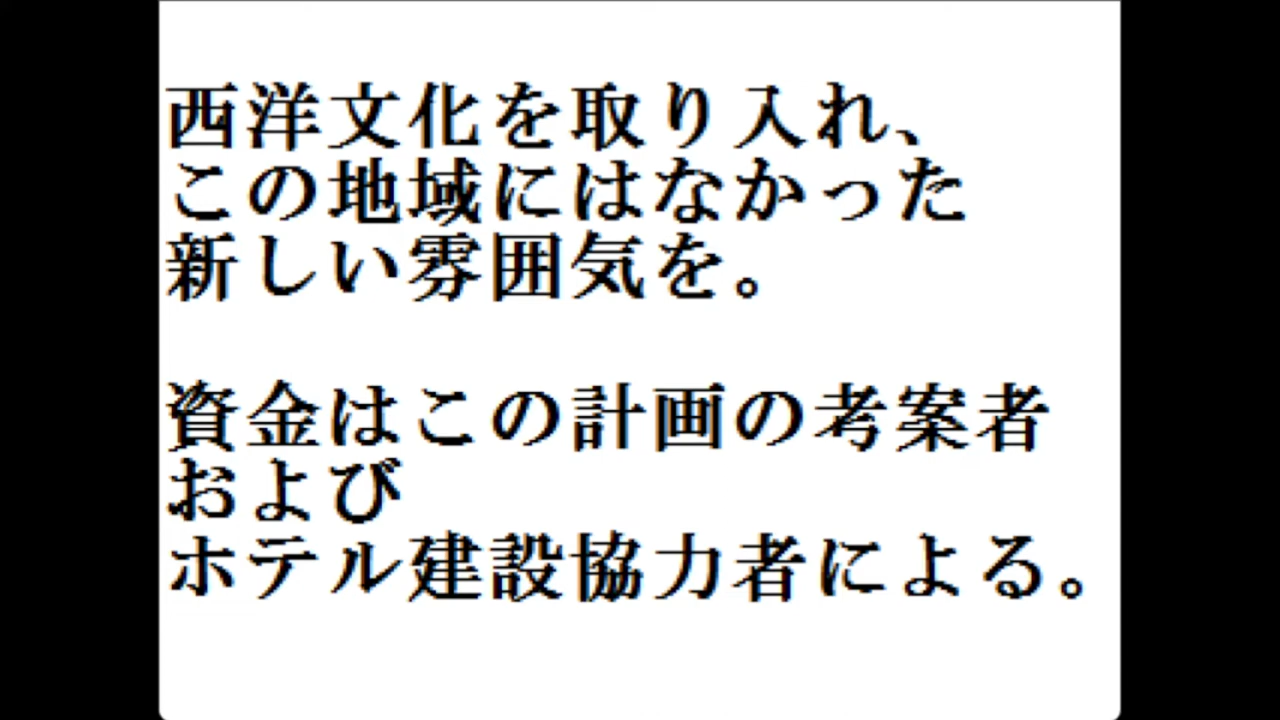 西洋文化を取り入れ、
この地域にはなかった
新しい雰囲気を。
資金はこの計画の考案者
および
ホテル建設協力者による。